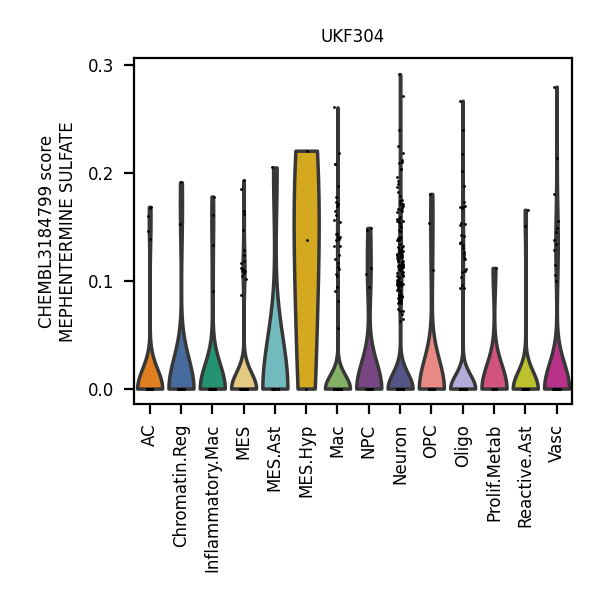 UKF304
CHEMBL3184799 score
MEPHENTERMINE SULFATE
0.3
0.2
0.1
0.0
AC
Chromatin.Reg
Inflammatory.Mac
MES
MES.Ast
MES.Hyp
Mac
NPC
Neuron
OPC
Oligo
Prolif.Metab
Reactive.Ast
Vasc